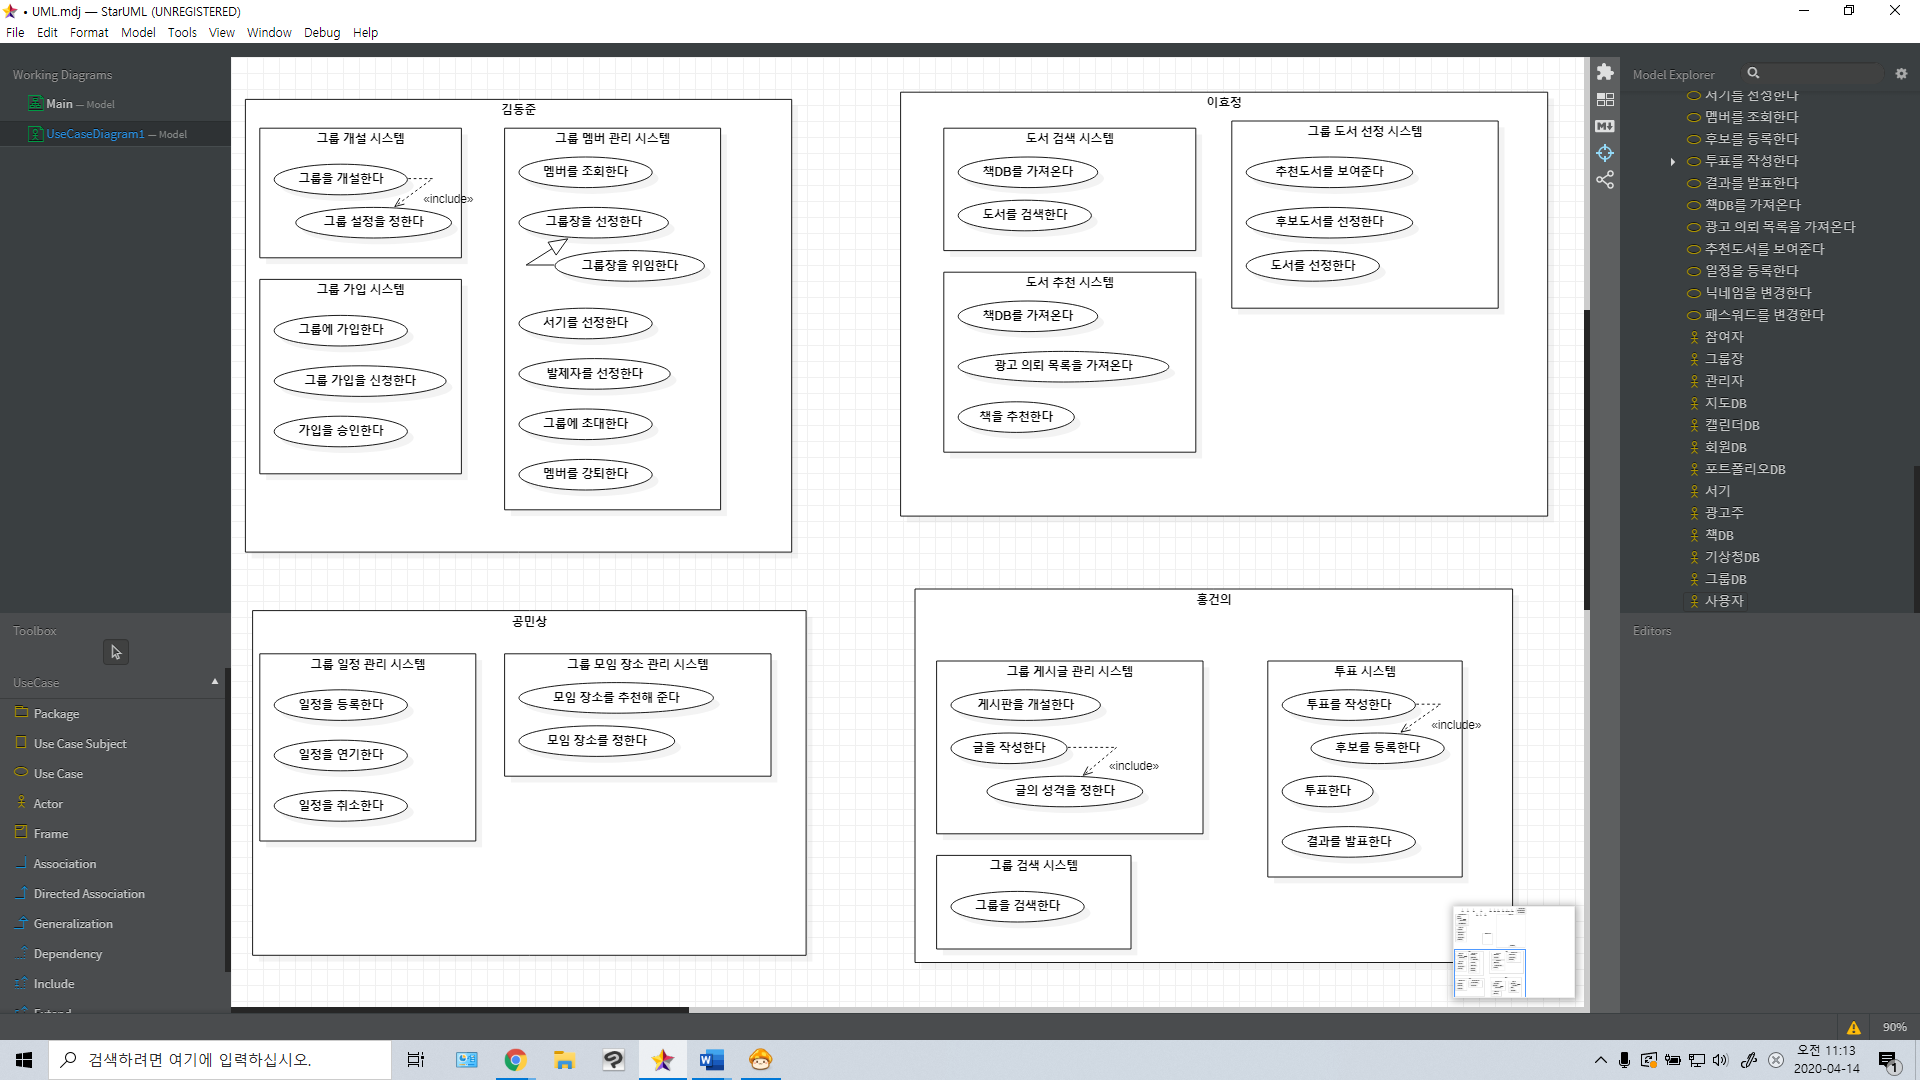 • UML.mdj — StarUML (UNREGISTERED)
File Edit Format Model Tools View Window Debug Help
Working Diagrams
Main — Model
UseCaseDiagram1 — Model
Toolbox
UseCase
Package
Use Case Subject
Use Case
Actor
Frame
Association
Directed Association
Generalization
Dependency
Include
Extend
김동준
그룹 개설 시스템
그룹을 개설한다
«include»
그룹 설정을 정한다
그룹 가입 시스템
그룹에 가입한다
그룹 가입을 신청한다
가입을 승인한다
그룹 멤버 관리 시스템
멤버를 조회한다
그룹장을 선정한다
그룹장을 위임한다
서기를 선정한다
발제자를 선정한다
그룹에 초대한다
멤버를 강퇴한다
이효정
도서 검색 시스템
책DB를 가져온다
도서를 검색한다
도서 추천 시스템
책DB를 가져온다
광고 의뢰 목록을 가져온다
책을 추천한다
그룹 도서 선정 시스템
추천도서를 보여준다
후보도서를 선정한다
도서를 선정한다
공민상
그룹 일정 관리 시스템
일정을 등록한다
일정을 연기한다
일정을 취소한다
그룹 모임 장소 관리 시스템
모임 장소를 추천해 준다
모임 장소를 정한다
홍건의
그룹 게시글 관리 시스템
게시판을 개설한다
글을 작성한다
«include»
글의 성격을 정한다
그룹 검색 시스템
그룹을 검색한다
투표 시스템
투표를 작성한다
«include»
후보를 등록한다
투표한다
결과를 발표한다
Model Explorer
서기를 선정한다
멤버를 조회한다
후보를 등록한다
투표를 작성한다
결과를 발표한다
책DB를 가져온다
광고 의뢰 목록을 가져온다
추천도서를 보여준다
일정을 등록한다
닉네임을 변경한다
패스워드를 변경한다
참여자
그룹장
관리자
지도DB
캘린더DB
회원DB
포트폴리오DB
서기
광고주
책DB
기상청DB
그룹DB
사용자
Editors
90%
검색하려면 여기에 입력하십시오.
오전 11:13
2020-04-14
1